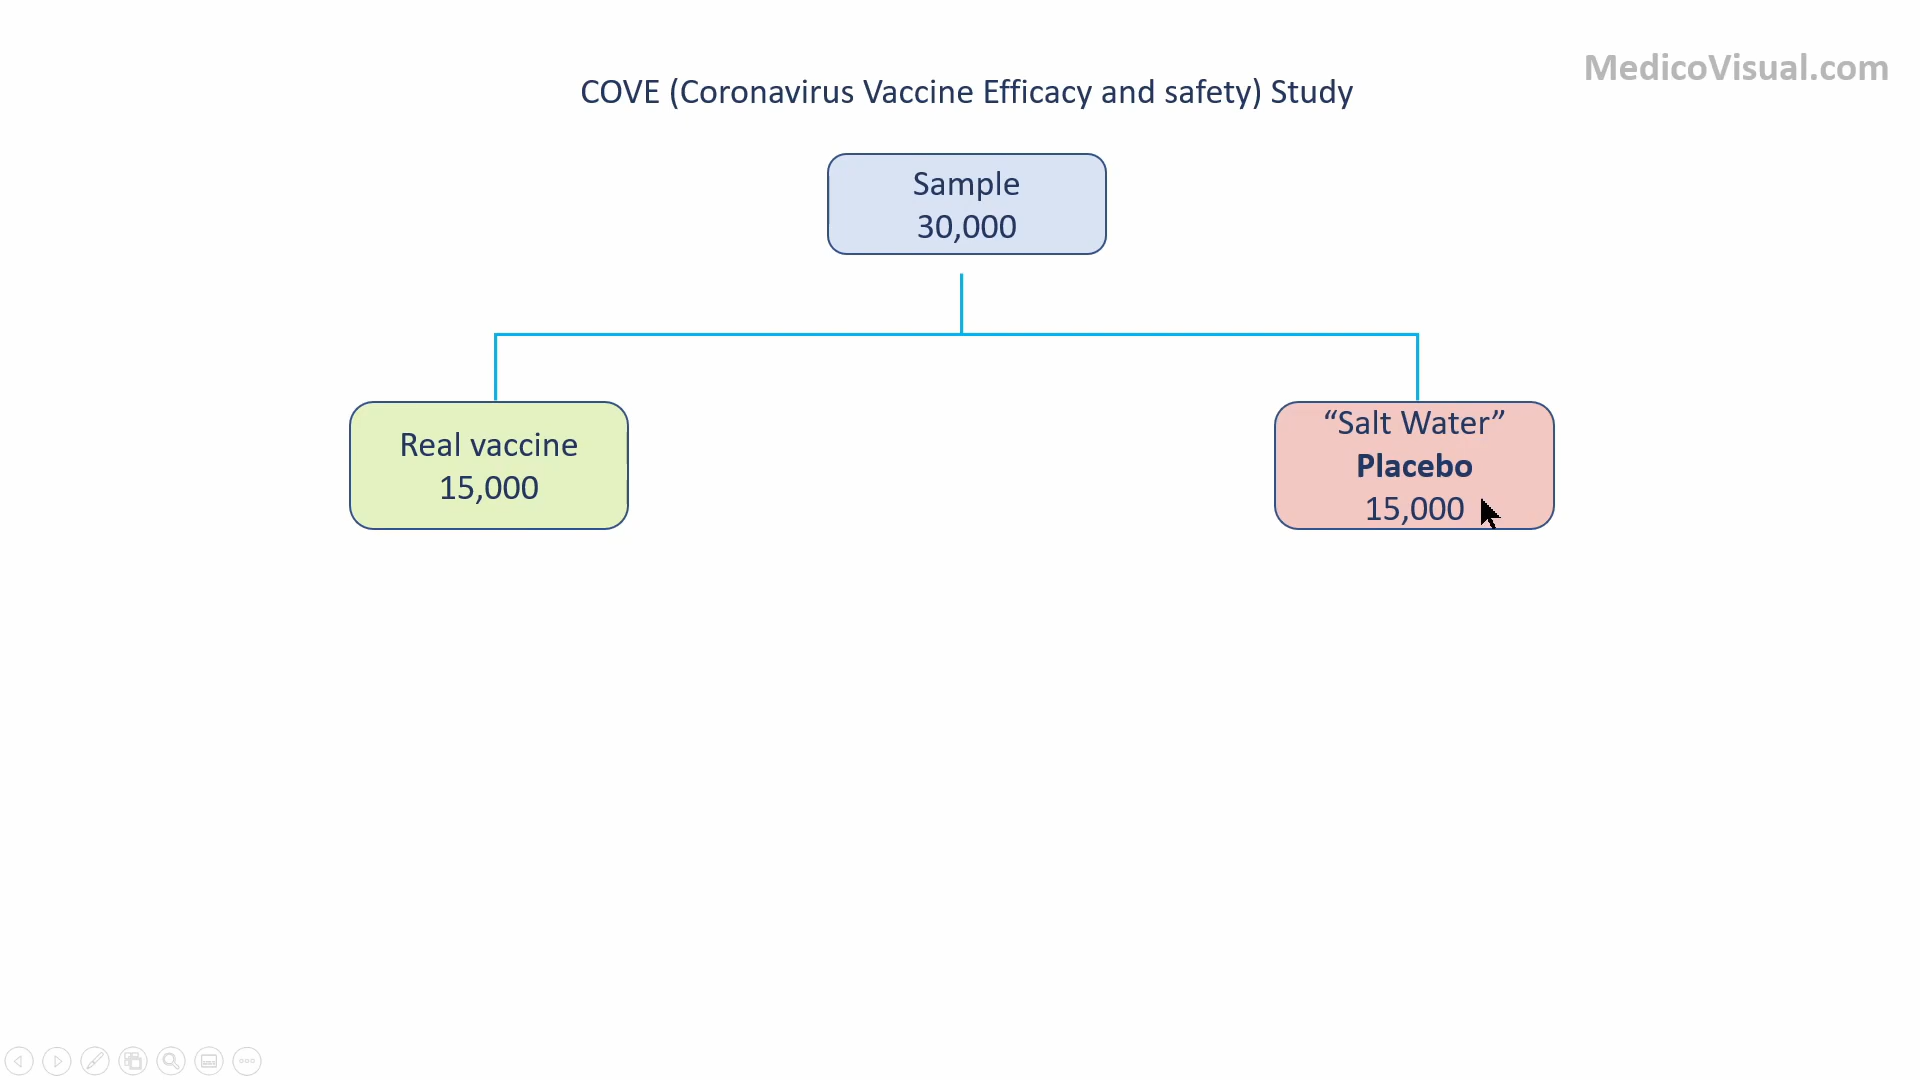 MedicoVisual.com
COVE (Coronavirus Vaccine Efficacy and safety) Study
Sample
30,000
Real vaccine
15,000
“Salt Water”
Placebo
15,000